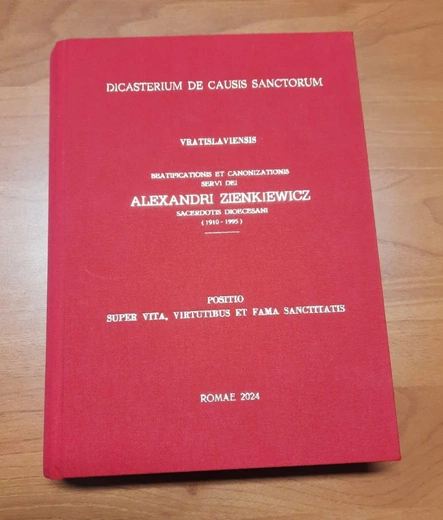 DICASTERIUM DE CAUSIS SANCTORUM
VRATISLAVIENSIS
BEATIFICATIONIS ET CANONIZATIONIS
SERVI DEI
ALEXANDRI ZIENKIEWICZ
SACERDOTIS DIOECESANI
(1910 - 1995)
POSITIO
SUPER VITA, VIRTUTIBUS ET FAMA SANCTITATIS
ROMAE 2024